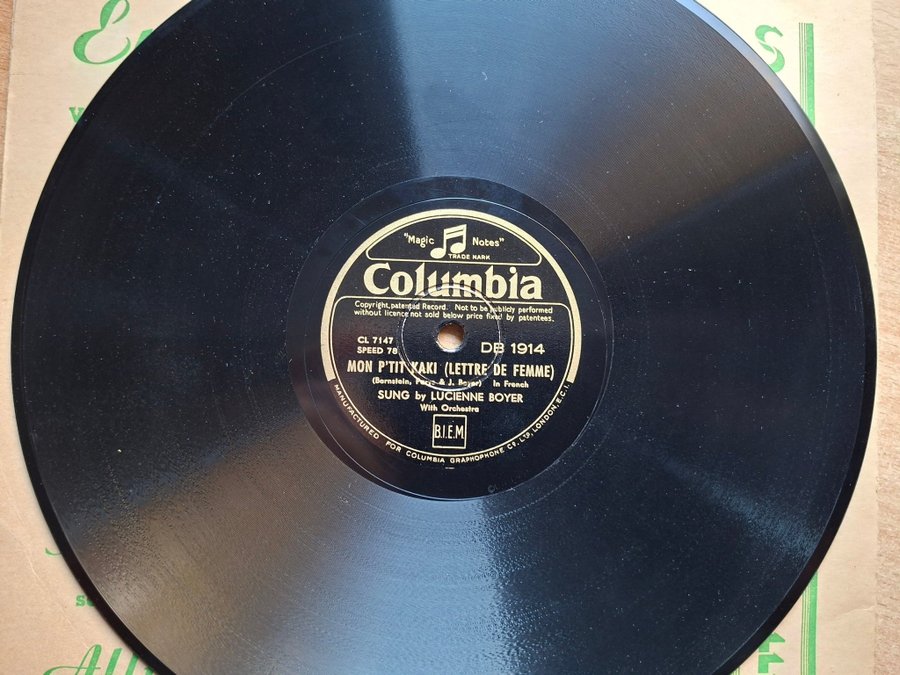 "Magic Notes"
TRADE MARK
Columbia
Copyright, patented Record. Not to be publicly performed
without licence not sold below price fixed by patentees.
CL 7147
SPEED 78
DB 1914
MON P'TIT KAKI (LETTRE DE FEMME)
(Bernstein, & J. Boyer) In French
SUNG by LUCIENNE BOYER
With Orchestra
B.I.E.M
MANUFACTURED FOR COLUMBIA GRAPHOPHONE Co. LTD, LONDON, E.C.1.